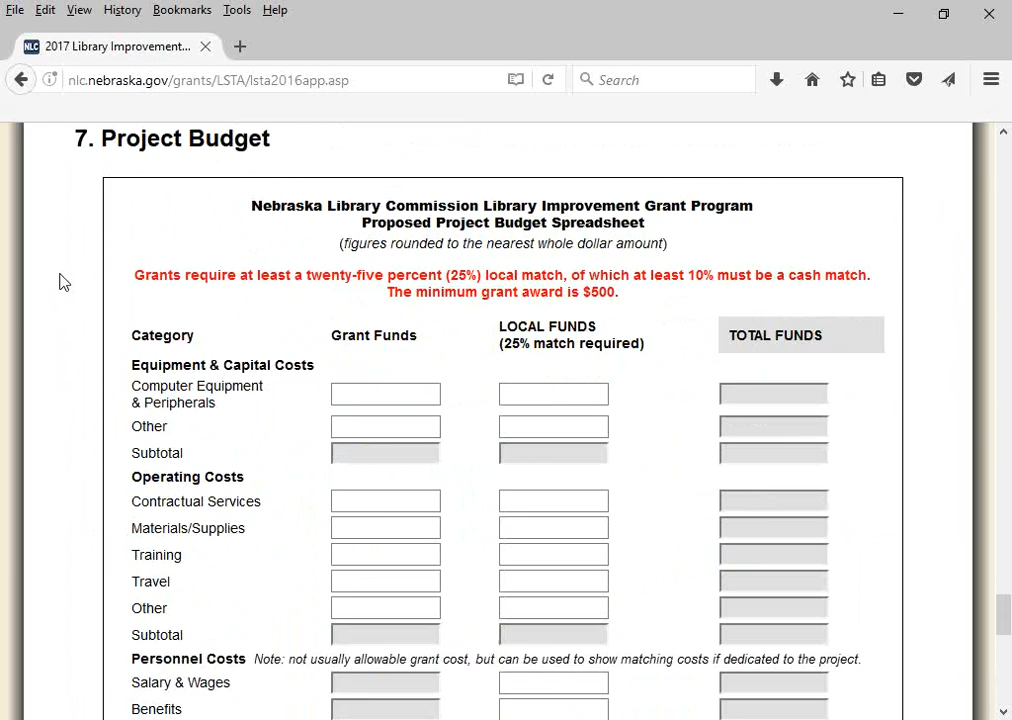 File Edit View History Bookmarks Tools Help
NLC 2017 Library Improvement...
nlc.nebraska.gov/grants/LSTA/lsta2016app.asp Search
7. Project Budget
Nebraska Library Commission Library Improvement Grant Program
Proposed Project Budget Spreadsheet
(figures rounded to the nearest whole dollar amount)
Grants require at least a twenty-five percent (25%) local match, of which at least 10% must be a cash match.
The minimum grant award is $500.
Category Grant Funds LOCAL FUNDS (25% match required) TOTAL FUNDS
Equipment & Capital Costs
Computer Equipment
& Peripherals
Other
Subtotal
Operating Costs
Contractual Services
Materials/Supplies
Training
Travel
Other
Subtotal
Personnel Costs Note: not usually allowable grant cost, but can be used to show matching costs if dedicated to the project.
Salary & Wages
Benefits